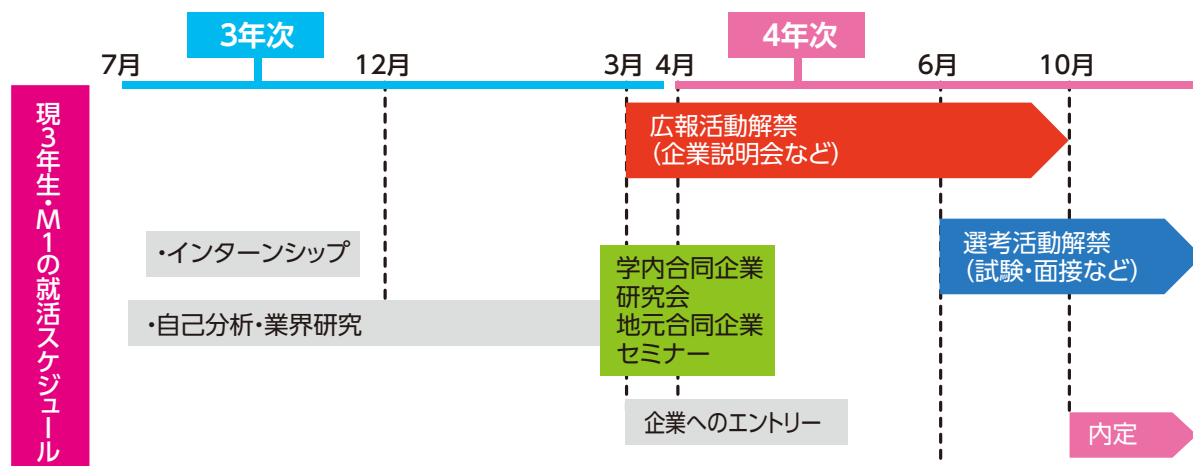 3年次
4年次
7月
12月
3月
4月
6月
10月
現3年生・M1の就活スケジュール
広報活動解禁
(企業説明会など)
・インターンシップ
選考活動解禁
(試験・面接など)
学内合同企業
研究会
地元合同企業
セミナー
・自己分析・業界研究
企業へのエントリー
内定